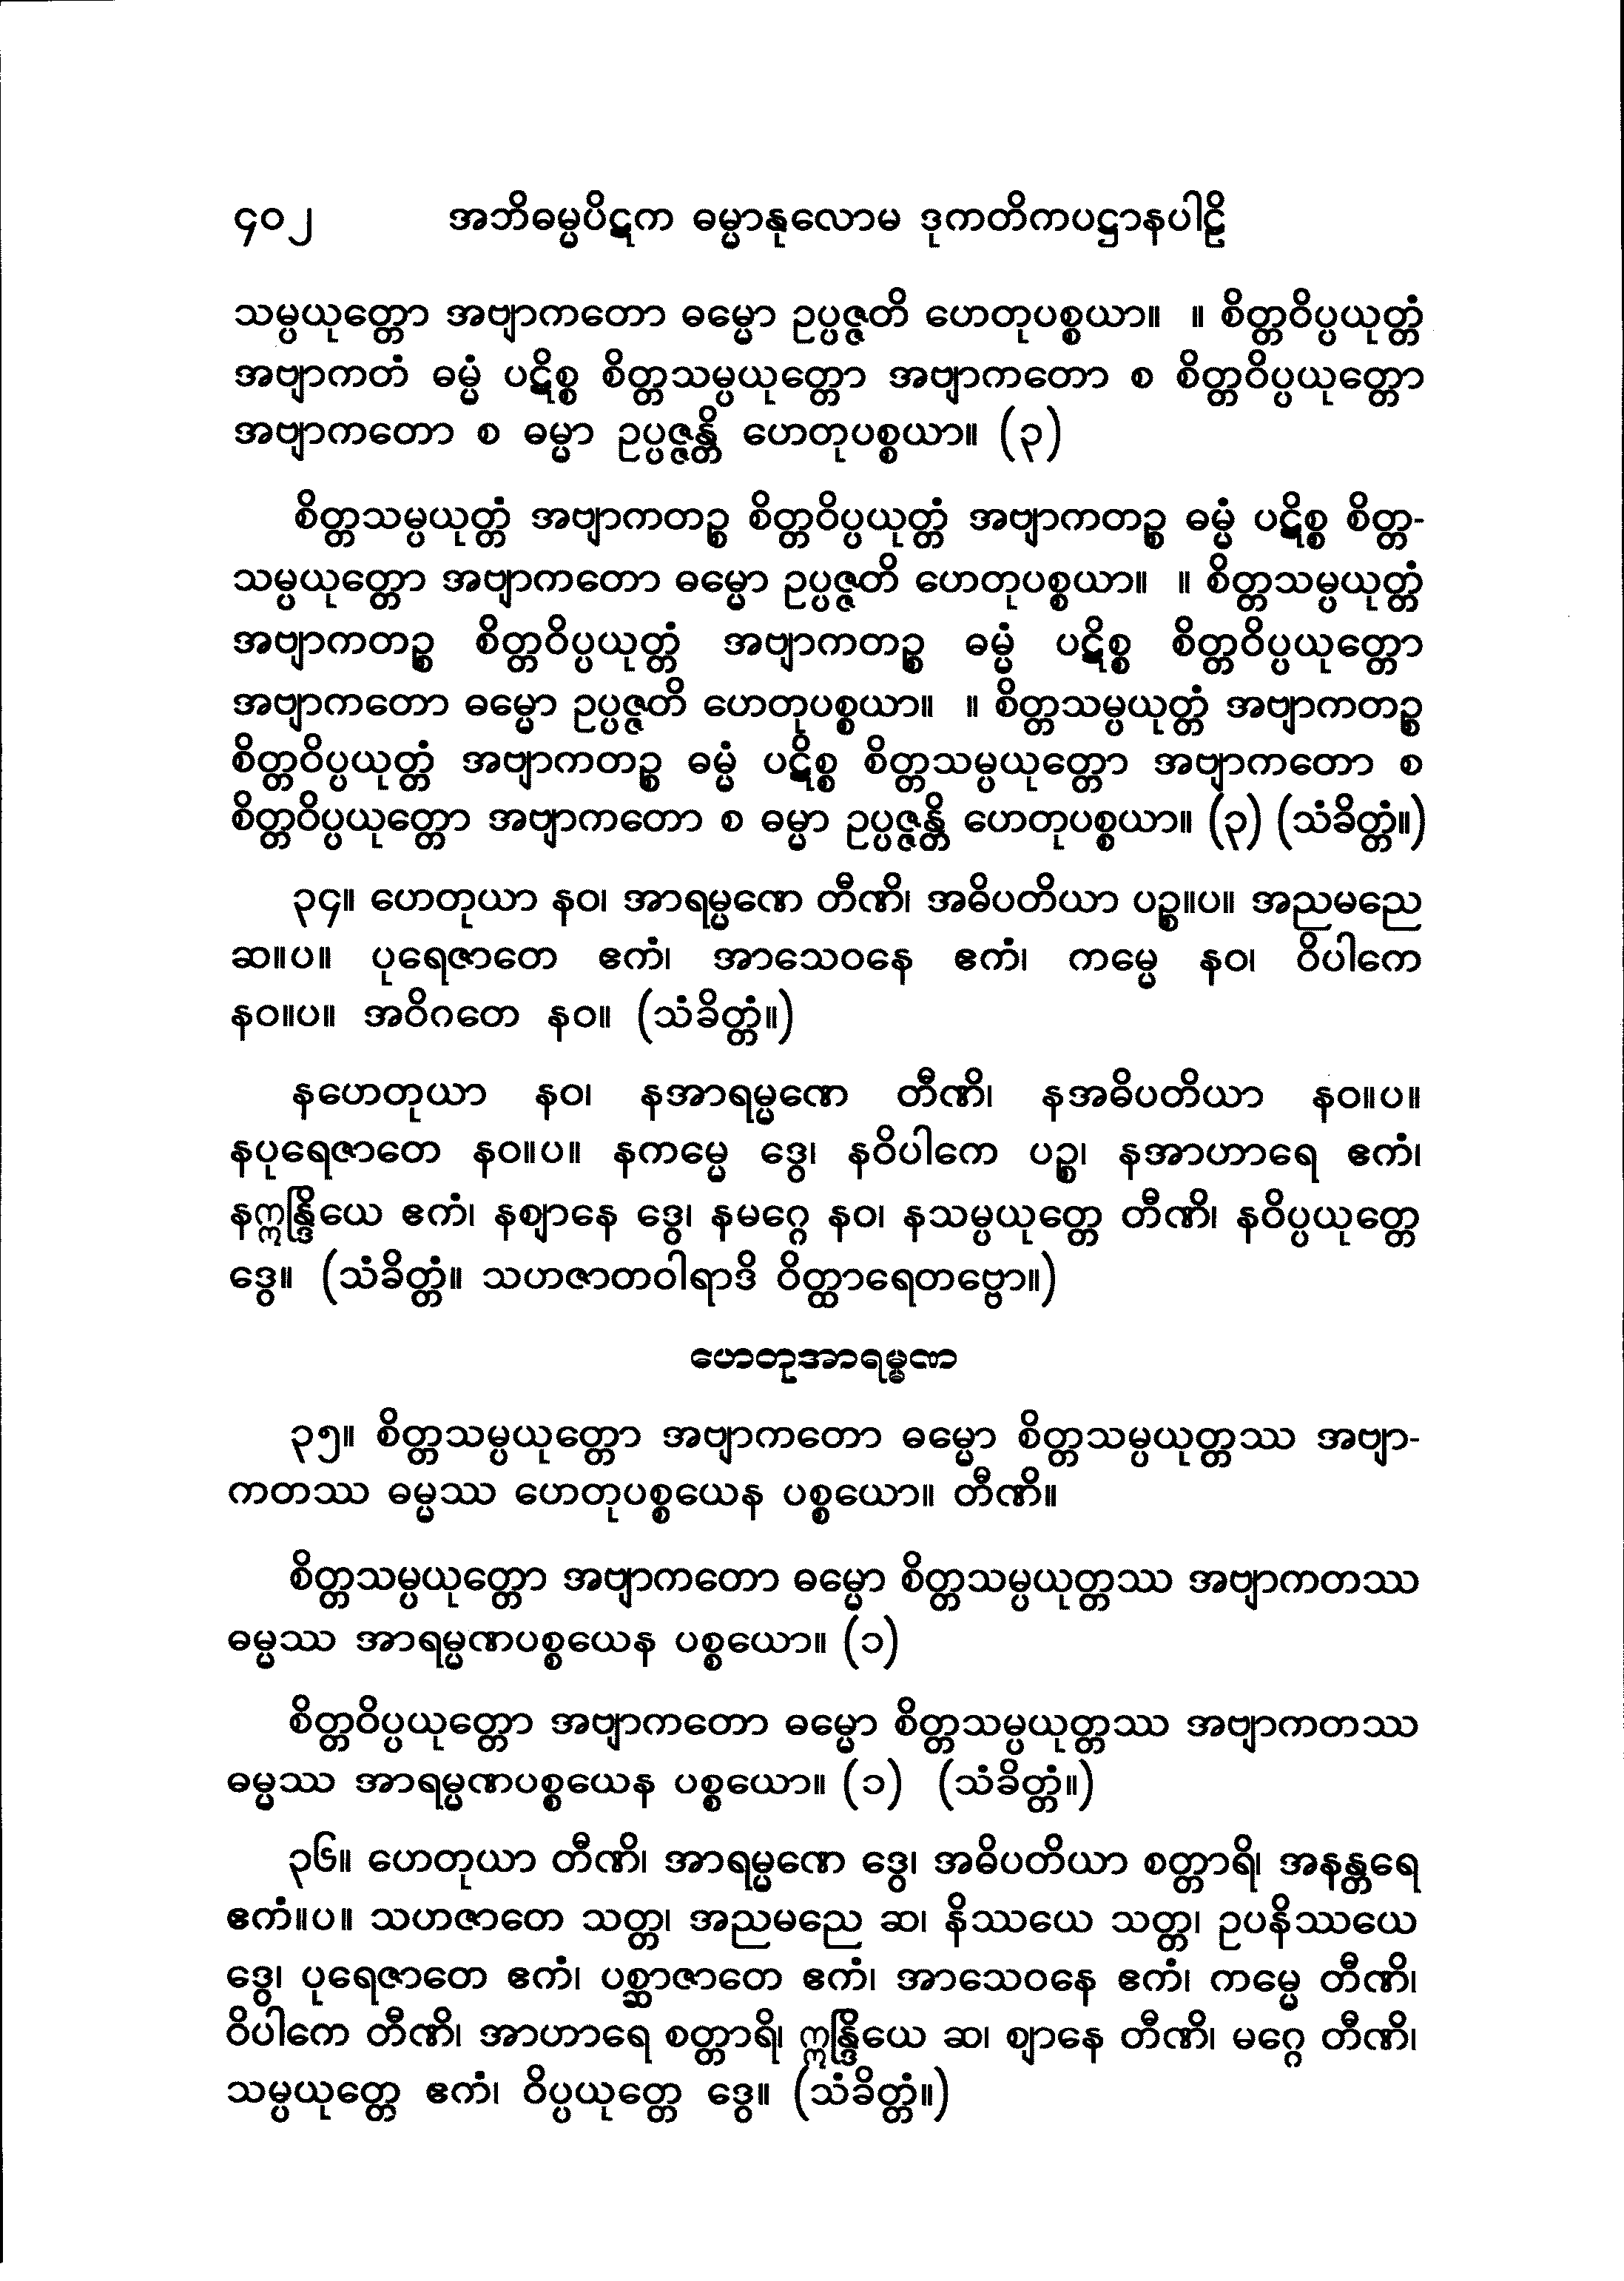 ၄၀၂ အဘိဓမ္မပိဋက ဓမ္မာနုလောမ ဒုကတိကပဋ္ဌာနပါဠိ
သမ္ပယုတ္တော အဗျာကတော ဓမ္မော ဥပ္ပဇ္ဇတိ ဟေတုပစ္စယာ။ ။ စိတ္တဝိပ္ပယုတ္တံ
အဗျာကတံ ဓမ္မံ ပဋိစ္စ စိတ္တသမ္ပယုတ္တော အဗျာကတော စ စိတ္တဝိပ္ပယုတ္တော
အဗျာကတော စ ဓမ္မာ ဥပ္ပဇ္ဇန္တိ ဟေတုပစ္စယာ။ (၃)
စိတ္တသမ္ပယုတ္တံ အဗျာကတဉ္စ စိတ္တဝိပ္ပယုတ္တံ အဗျာကတဉ္စ ဓမ္မံ ပဋိစ္စ စိတ္တ-
သမ္ပယုတ္တော အဗျာကတော ဓမ္မော ဥပ္ပဇ္ဇတိ ဟေတုပစ္စယာ။ ။ စိတ္တသမ္ပယုတ္တံ
အဗျာကတဉ္စ စိတ္တဝိပ္ပယုတ္တံ အဗျာကတဉ္စ ဓမ္မံ ပဋိစ္စ စိတ္တဝိပ္ပယုတ္တော
အဗျာကတော ဓမ္မော ဥပ္ပဇ္ဇတိ ဟေတုပစ္စယာ။ ။ စိတ္တသမ္ပယုတ္တံ အဗျာကတဉ္စ
စိတ္တဝိပ္ပယုတ္တံ အဗျာကတဉ္စ ဓမ္မံ ပဋိစ္စ စိတ္တသမ္ပယုတ္တော အဗျာကတော စ
စိတ္တဝိပ္ပယုတ္တော အဗျာကတော စ ဓမ္မာ ဥပ္ပဇ္ဇန္တိ ဟေတုပစ္စယာ။ (၃) (သံခိတ္တံ။)
၃၄။ ဟေတုယာ နဝ၊ အာရမ္မဏေ တီဏိ၊ အဓိပတိယာ ပဉ္စ။ပ။ အညမညေ
ဆ။ပ။ ပုရေဇာတေ ဧကံ၊ အာသေဝနေ ဧကံ၊ ကမ္မေ နဝ၊ ဝိပါကေ
နဝ။ပ။ အဝိဂတေ နဝ။ (သံခိတ္တံ။)
နဟေတုယာ နဝ၊ နအာရမ္မဏေ တီဏိ၊ နအဓိပတိယာ နဝ။ပ။
နပုရေဇာတေ နဝ။ပ။ နကမ္မေ ဒွေ၊ နဝိပါကေ ပဉ္စ၊ နအာဟာရေ ဧကံ၊
နဣန္ဒြိယေ ဧကံ၊ နဈာနေ ဒွေ၊ နမဂ္ဂေ နဝ၊ နသမ္ပယုတ္တေ တီဏိ၊ နဝိပ္ပယုတ္တေ
ဒွေ။ (သံခိတ္တံ။ သဟဇာတဝါရာဒိ ဝိတ္ထာရေတဗ္ဗော။)
ဟေတုအာရမ္မဏ
၃၅။ စိတ္တသမ္ပယုတ္တော အဗျာကတော ဓမ္မော စိတ္တသမ္ပယုတ္တဿ အဗျာ-
ကတဿ ဓမ္မဿ ဟေတုပစ္စယေန ပစ္စယော။ တီဏိ။
စိတ္တသမ္ပယုတ္တော အဗျာကတော ဓမ္မော စိတ္တသမ္ပယုတ္တဿ အဗျာကတဿ
ဓမ္မဿ အာရမ္မဏပစ္စယေန ပစ္စယော။ (၁)
စိတ္တဝိပ္ပယုတ္တော အဗျာကတော ဓမ္မော စိတ္တသမ္ပယုတ္တဿ အဗျာကတဿ
ဓမ္မဿ အာရမ္မဏပစ္စယေန ပစ္စယော။ (၁) (သံခိတ္တံ။)
၃၆။ ဟေတုယာ တီဏိ၊ အာရမ္မဏေ ဒွေ၊ အဓိပတိယာ စတ္တာရိ၊ အနန္တရေ
ဧကံ။ပ။ သဟဇာတေ သတ္တ၊ အညမညေ ဆ၊ နိဿယေ သတ္တ၊ ဥပနိဿယေ
ဒွေ၊ ပုရေဇာတေ ဧကံ၊ ပစ္ဆာဇာတေ ဧကံ၊ အာသေဝနေ ဧကံ၊ ကမ္မေ တီဏိ၊
ဝိပါကေ တီဏိ၊ အာဟာရေ စတ္တာရိ၊ ဣန္ဒြိယေ ဆ၊ ဈာနေ တီဏိ၊ မဂ္ဂေ တီဏိ၊
သမ္ပယုတ္တေ ဧကံ၊ ဝိပ္ပယုတ္တေ ဒွေ။ (သံခိတ္တံ။)